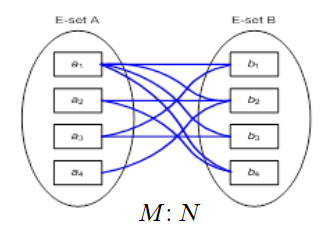 E-set A E-set B
a₁ b₁
a₂ b₂
a₃ b₃
a₄ b₄
M: N